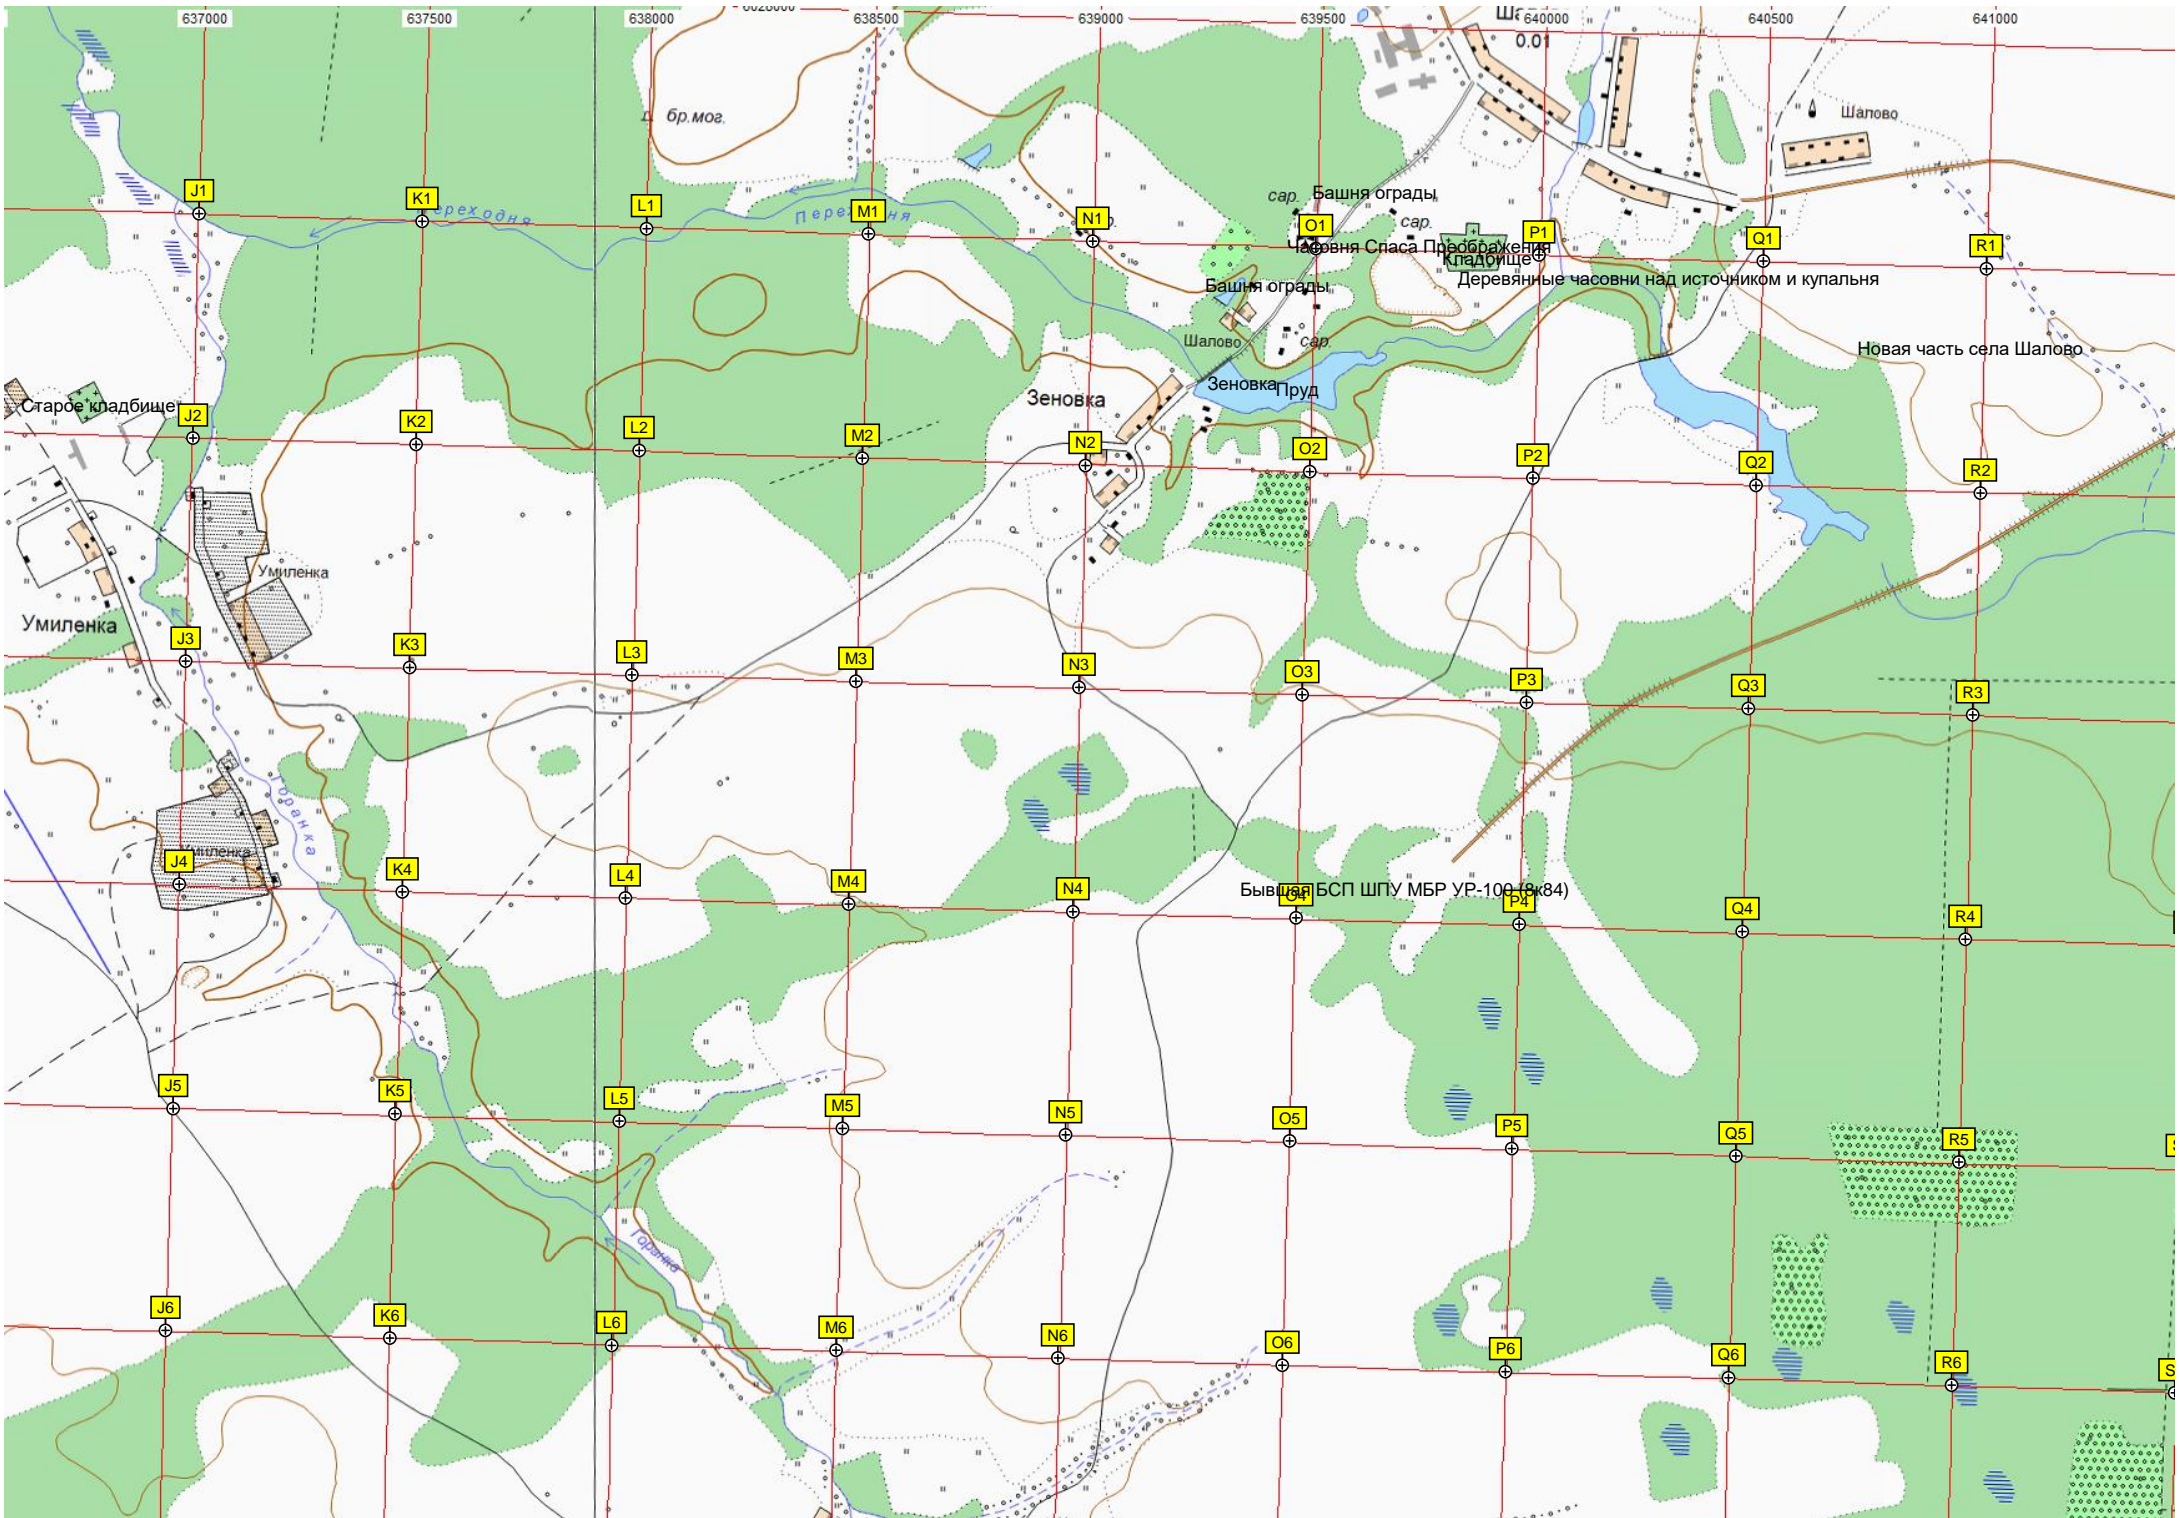 637000 637500 638000 6028000 638500 639000 639500 640000 640500 641000
0.01
бр.мог.
Шалово
J1 K1 L1 M1 N1 O1 P1 Q1 R1
сар. Башня ограды
сар.
Часовня Спаса Преображения
Кладбище
Деревянные часовни над источником и купальня
Башня ограды
Шалово
сар.
Новая часть села Шалово
Зеновка
Зеновка
Пруд
Старое кладбище
J2 K2 L2 M2 N2 O2 P2 Q2 R2
Умиленка
Умиленка
J3 K3 L3 M3 N3 O3 P3 Q3 R3
Горанка
Умиленка
J4 K4 L4 M4 N4 O4 P4 Q4 R4
Бывшая БСП ШПУ МБР УР-100 (8к84)
J5 K5 L5 M5 N5 O5 P5 Q5 R5
Горанка
J6 K6 L6 M6 N6 O6 P6 Q6 R6